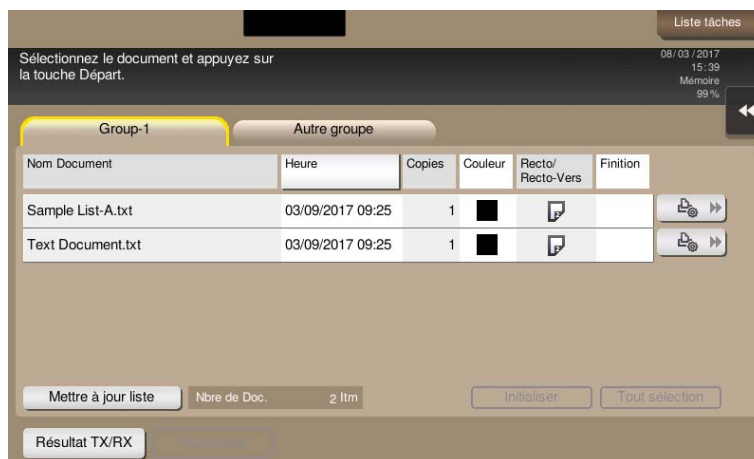 Liste tâches
Sélectionnez le document et appuyez sur
la touche Départ.
08/03/2017
15:39
Mémoire
99%
Group-1
Autre groupe
Nom Document
Heure
Copies
Couleur
Recto/
Recto-Vers
Finition
Sample List-A.txt
03/09/2017 09:25
1
Text Document.txt
03/09/2017 09:25
1
Mettre à jour liste
Nbre de Doc.
2 Itm
Initialiser
Tout sélection
Résultat TX/RX